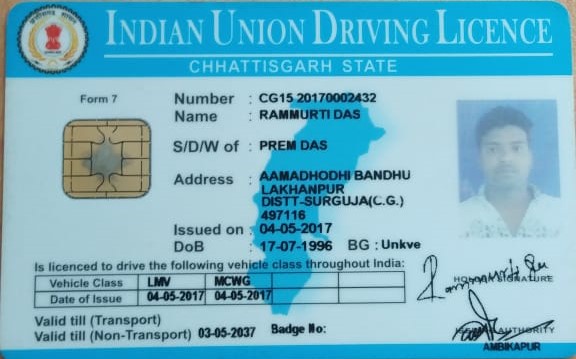 INDIAN UNION DRIVING LICENCE
CHHATTISGARH STATE
Form 7
Number : CG15 20170002432
Name : RAMMURTI DAS
S/D/W of : PREM DAS
Address : AAMADHODHI BANDHU
LAKHANPUR
DISTT-SURGUJA(C.G.)
497116
Issued on : 04-05-2017
DoB : 17-07-1996 BG : Unkve
Is licenced to drive the following vehicle class throughout India:
Vehicle Class LMV MCWG
Date of Issue 04-05-2017 04-05-2017
Rammurti Das
HOLDER SIGNATURE
Valid till (Transport)
Valid till (Non-Transport) 03-05-2037 Badge No:
ISSUING AUTHORITY
AMBIKAPUR